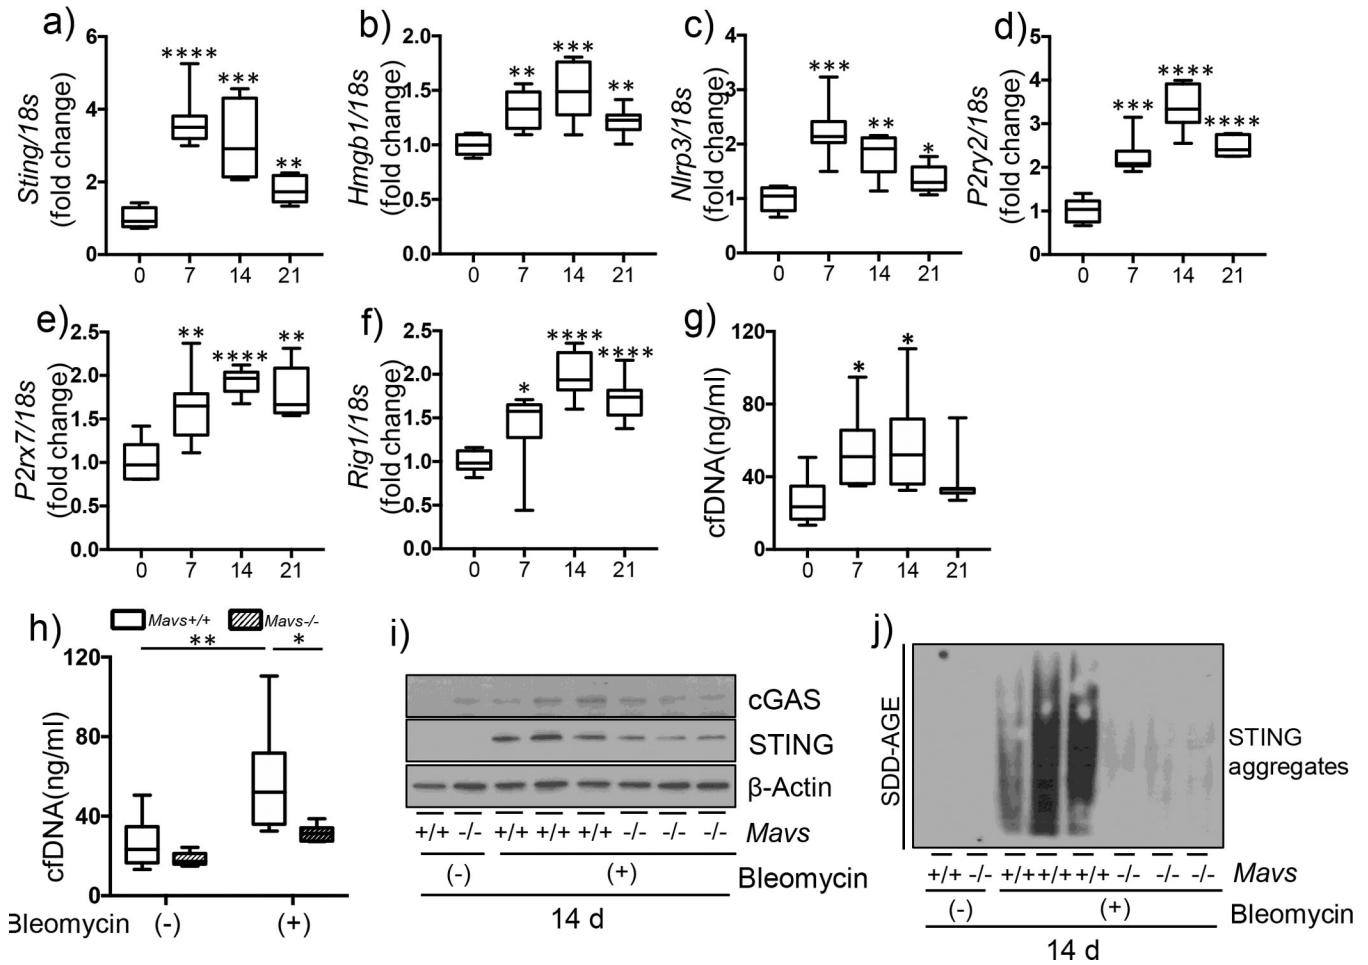 a)
Sting/18s
(fold change)
6
4
2
0
****
***
**
0 7 14 21
b)
Hmgb1/18s
(fold change)
2.0
1.5
1.0
0.5
0.0
**
***
**
0 7 14 21
c)
Nlrp3/18s
(fold change)
4
3
2
1
0
***
**
*
0 7 14 21
d)
P2ry2/18s
(fold change)
5
4
3
2
1
0
***
****
****
0 7 14 21
e)
P2rx7/18s
(fold change)
2.5
2.0
1.5
1.0
0.5
0.0
**
****
**
0 7 14 21
f)
Rig1/18s
(fold change)
2.5
2.0
1.5
1.0
0.5
0.0
*
****
****
0 7 14 21
g)
cfDNA(ng/ml)
120
80
40
0
*
*
0 7 14 21
h)
Mavs+/+ Mavs-/-
** *
cfDNA(ng/ml)
120
80
40
0
Bleomycin (-) (+)
i)
cGAS
STING
β-Actin
+/+ -/- +/+ +/+ +/+ -/- -/- -/- Mavs
(-) (+) Bleomycin
14 d
j)
SDD-AGE
STING
aggregates
+/+ -/- +/+ +/+ +/+ -/- -/- -/- Mavs
(-) (+) Bleomycin
14 d